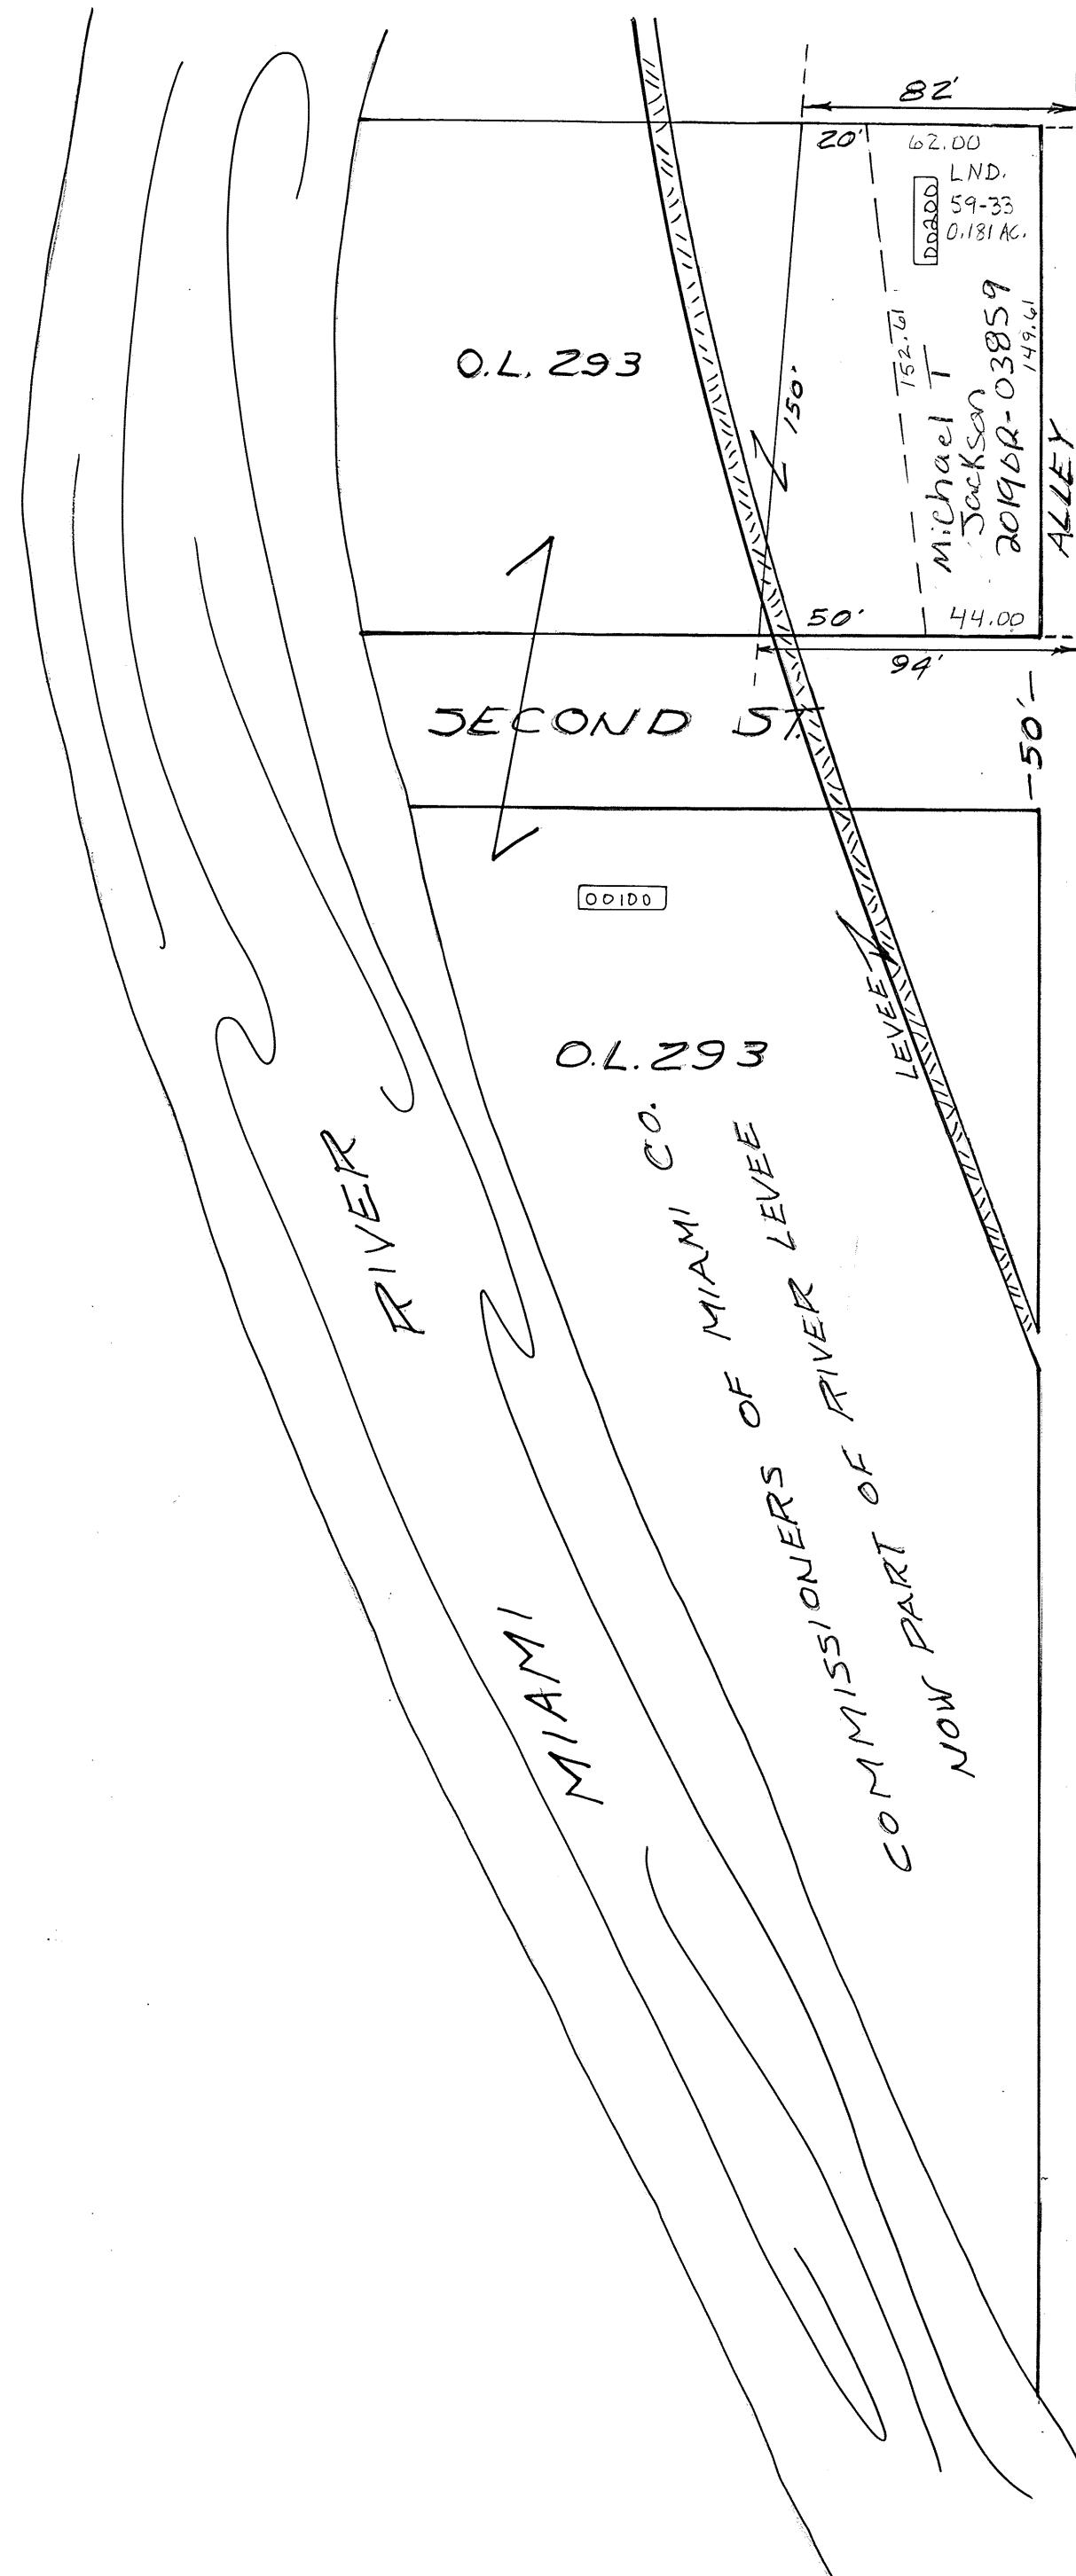 82'
20'
62.00
LND.
59-33
0.181 AC.
00200
O.L. 293
150'
152.61
Michael T
Jackson
2019OR-03859
149.61
ALLEY
50'
44.00
94'
SECOND ST.
-50'-
00100
LEVEE
O.L. 293
COMMISSIONERS OF MIAMI CO.
NOW PART OF RIVER LEVEE
MIAMI RIVER